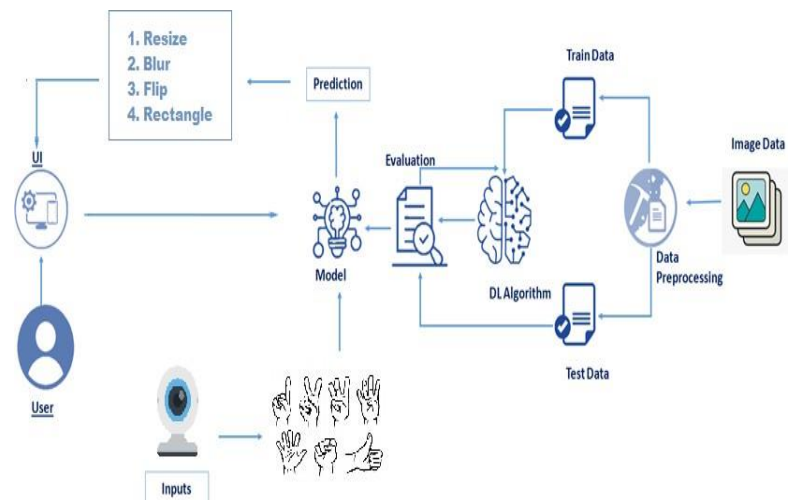 1. Resize
2. Blur
3. Flip
4. Rectangle
Prediction
Train Data
UI
Evaluation
Image Data
Model
DL Algorithm
Data
Preprocessing
User
Test Data
Inputs